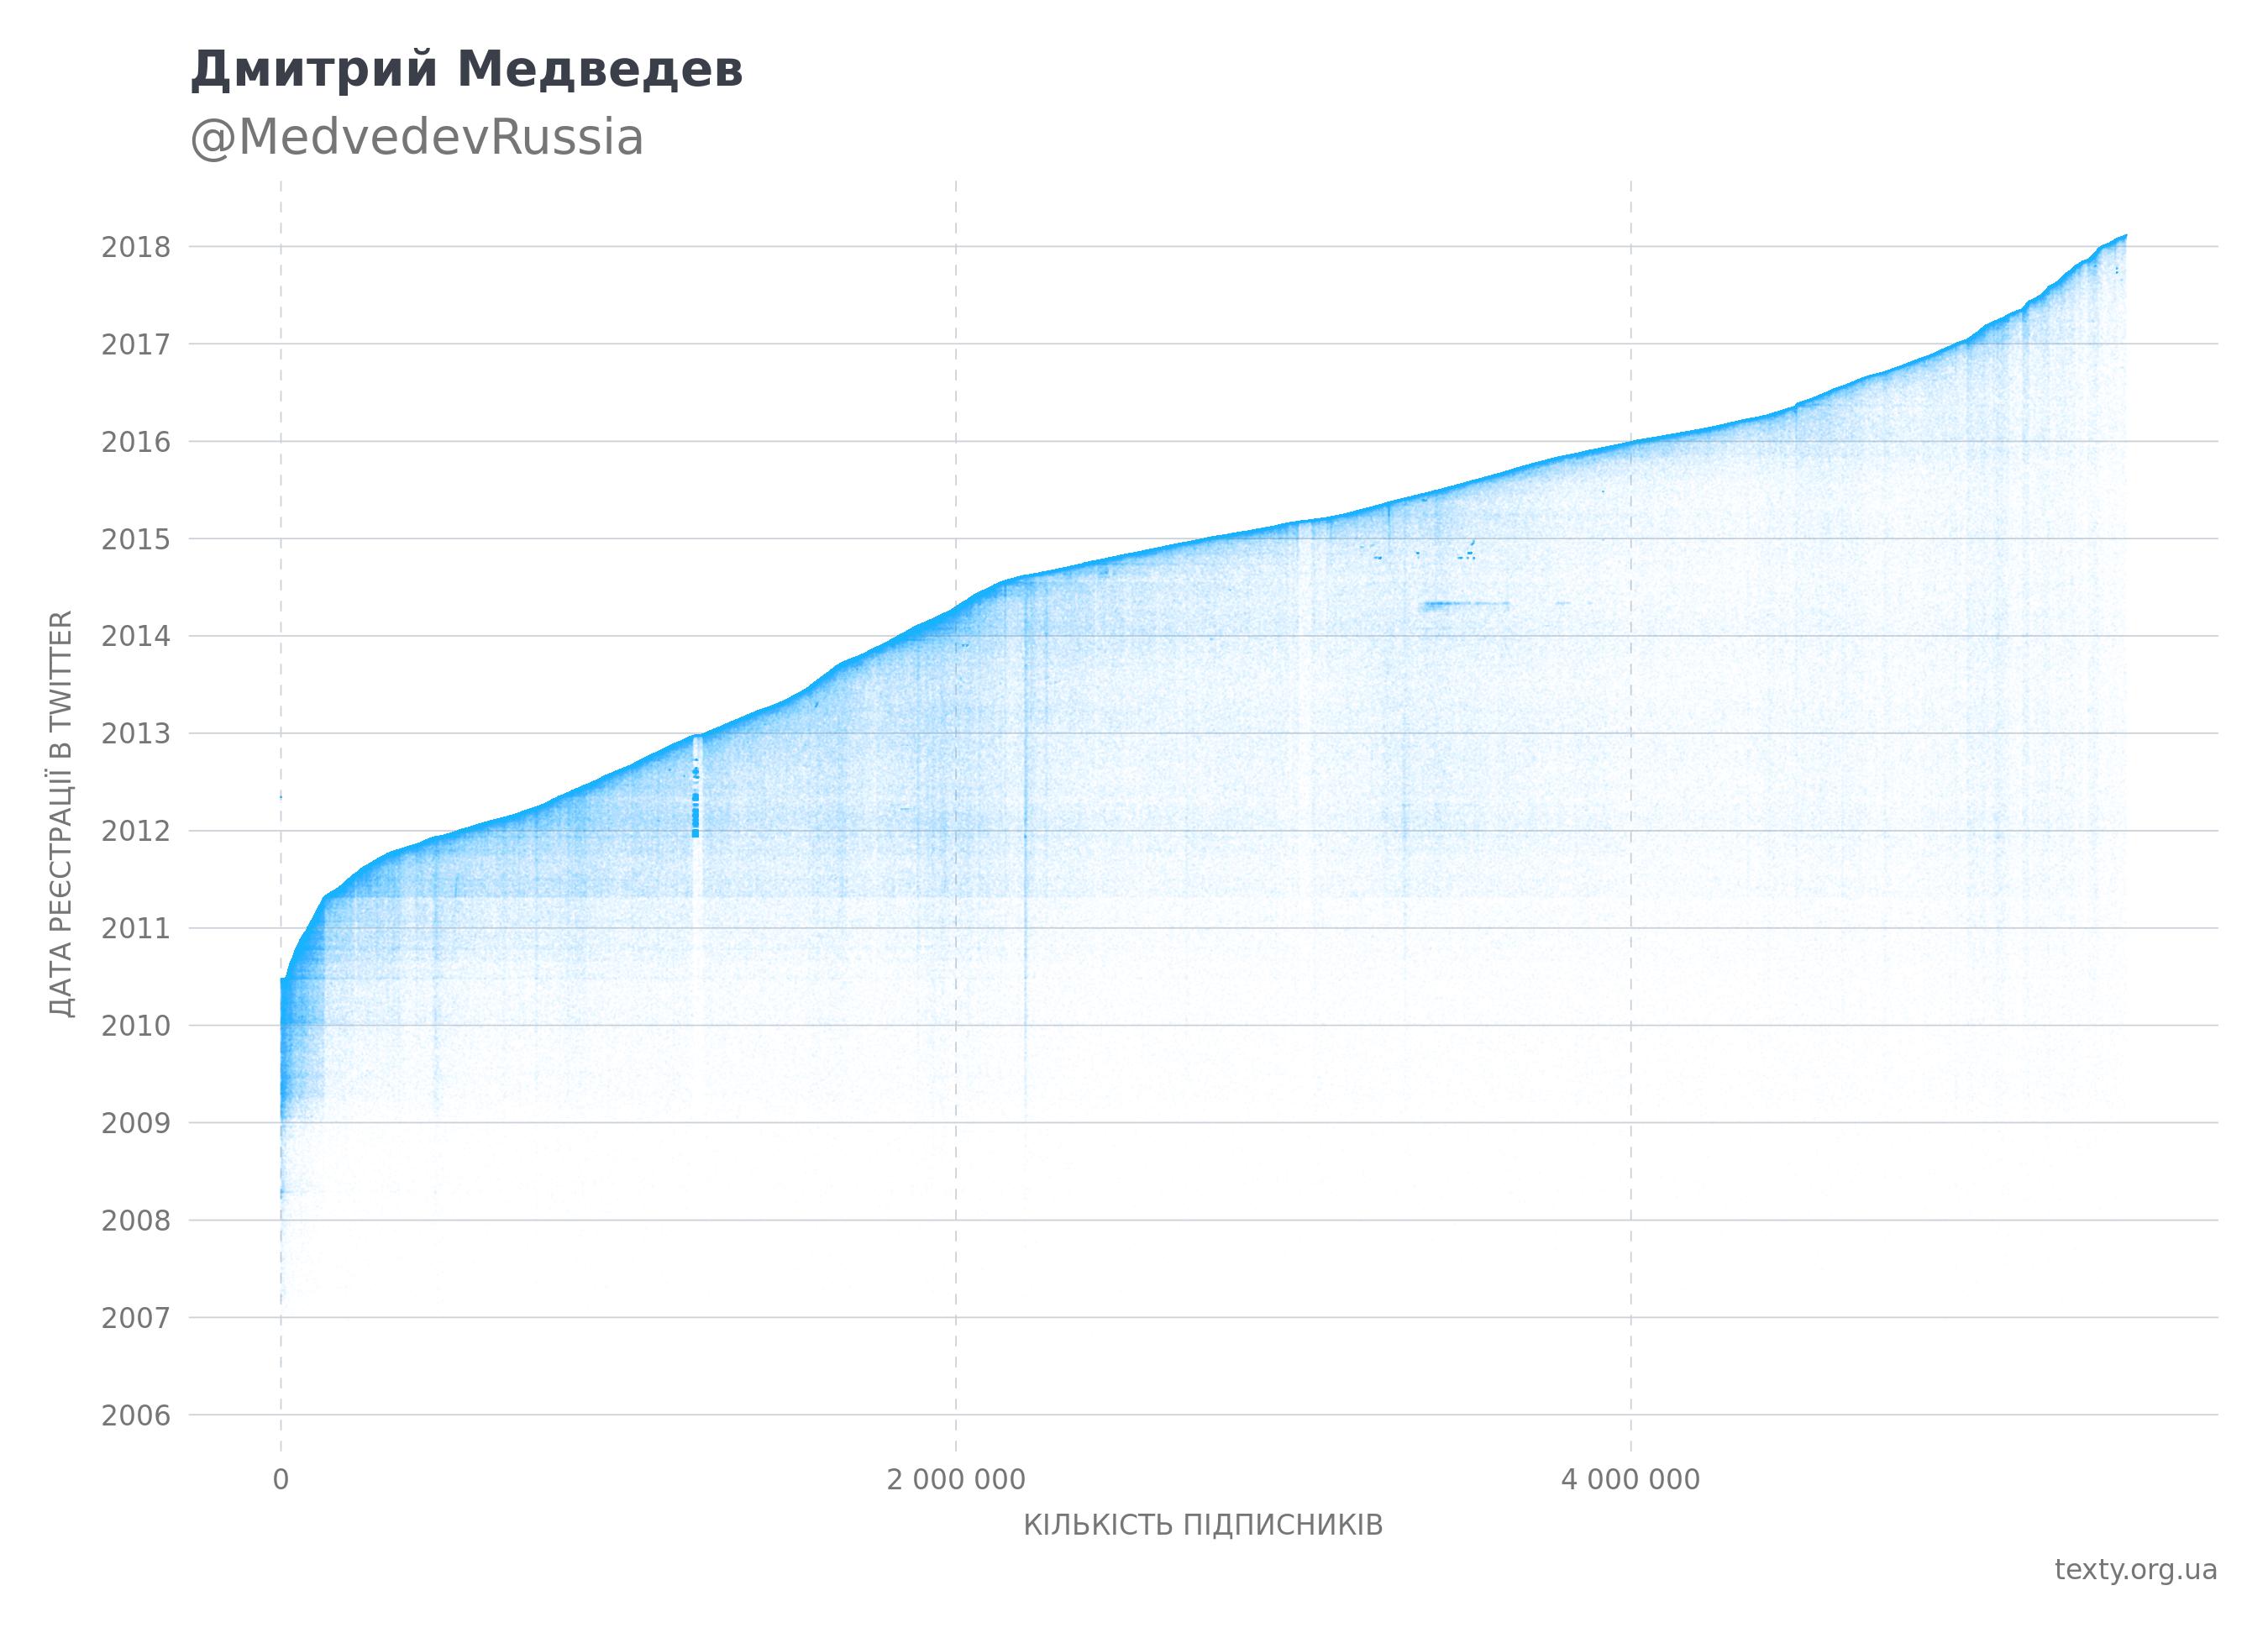 Дмитрий Медведев
@MedvedevRussia
2018
2017
2016
2015
2014
2013
2012
2011
2010
2009
2008
2007
2006
ДАТА РЕЄСТРАЦІЇ В TWITTER
0
2 000 000
4 000 000
КІЛЬКІСТЬ ПІДПИСНИКІВ
texty.org.ua